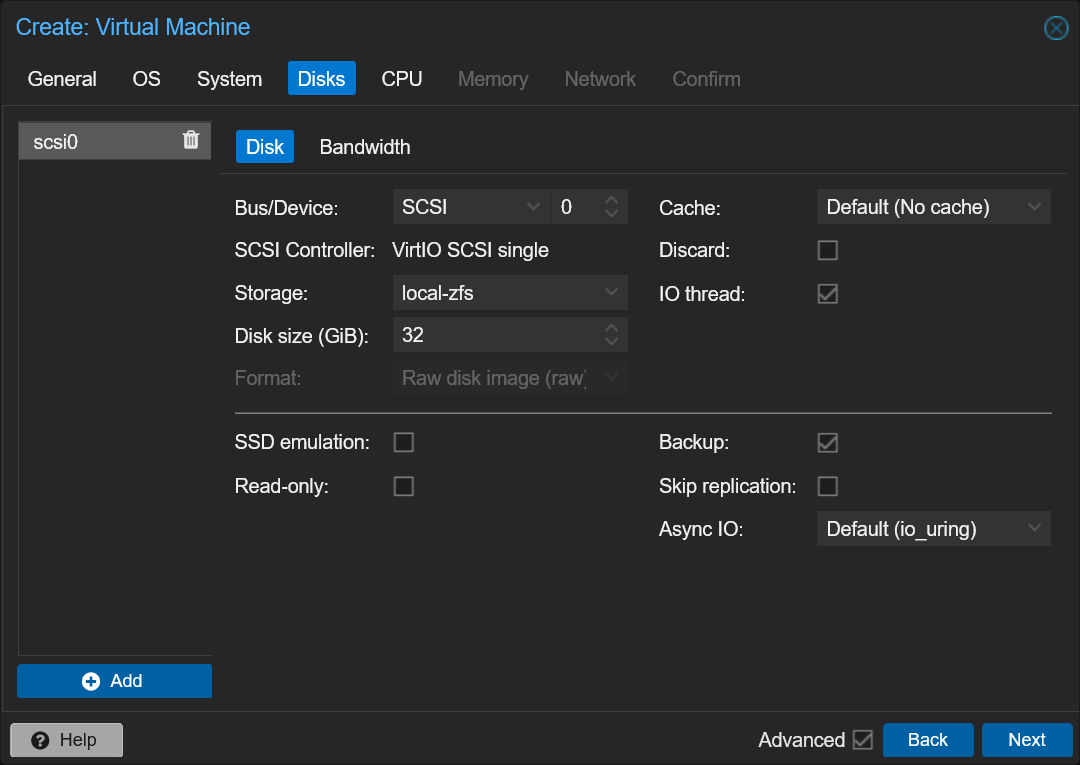 Create: Virtual Machine
General OS System Disks CPU Memory Network Confirm
scsi0
Disk Bandwidth
Bus/Device: SCSI 0 Cache: Default (No cache)
SCSI Controller: VirtIO SCSI single Discard:
Storage: local-zfs IO thread:
Disk size (GiB): 32
Format: Raw disk image (raw)
SSD emulation: Backup:
Read-only: Skip replication:
Async IO: Default (io_uring)
Add
Help Advanced Back Next